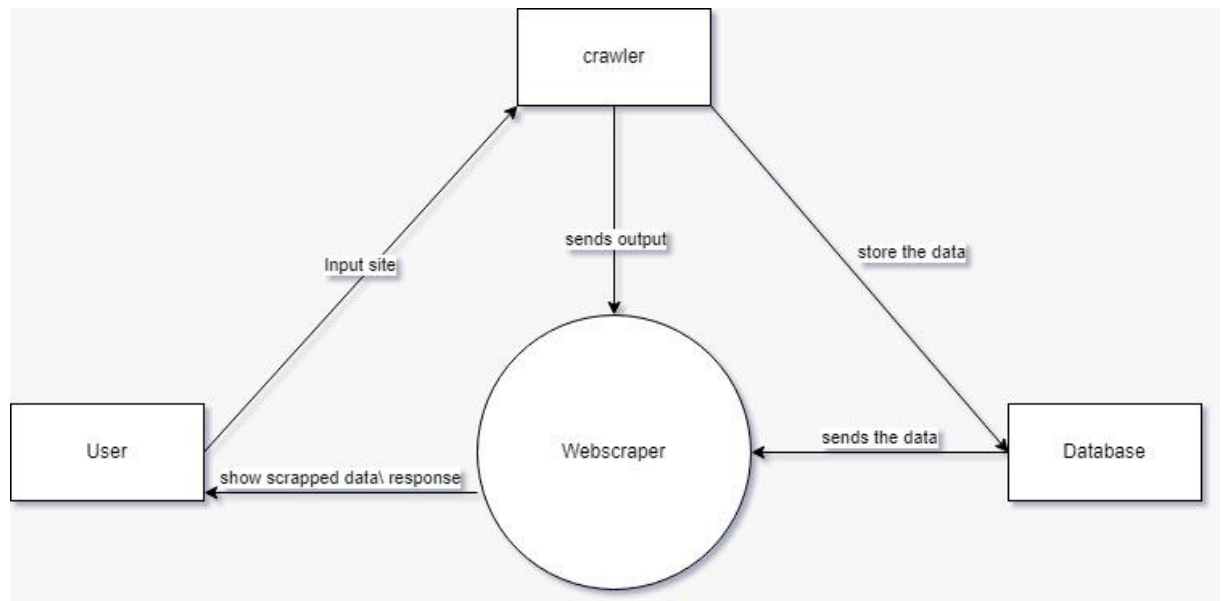 crawler
sends output
store the data
Input site
sends the data
User
Webscraper
Database
show scrapped data\ response